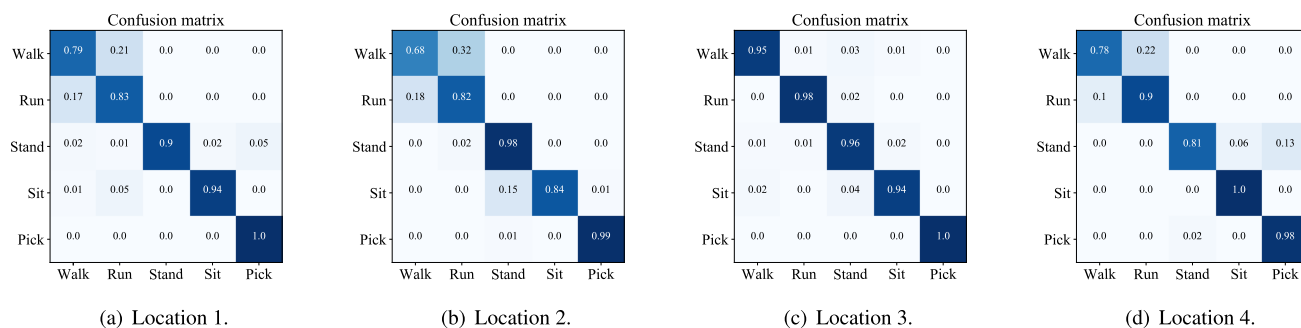 Confusion matrix
Walk 0.79 0.21 0.0 0.0 0.0
Run 0.17 0.83 0.0 0.0 0.0
Stand 0.02 0.01 0.9 0.02 0.05
Sit 0.01 0.05 0.0 0.94 0.0
Pick 0.0 0.0 0.0 0.0 1.0
Walk Run Stand Sit Pick
(a) Location 1.
Confusion matrix
Walk 0.68 0.32 0.0 0.0 0.0
Run 0.18 0.82 0.0 0.0 0.0
Stand 0.0 0.02 0.98 0.0 0.0
Sit 0.0 0.0 0.15 0.84 0.01
Pick 0.0 0.0 0.01 0.0 0.99
Walk Run Stand Sit Pick
(b) Location 2.
Confusion matrix
Walk 0.95 0.01 0.03 0.01 0.0
Run 0.0 0.98 0.02 0.0 0.0
Stand 0.01 0.01 0.96 0.02 0.0
Sit 0.02 0.0 0.04 0.94 0.0
Pick 0.0 0.0 0.0 0.0 1.0
Walk Run Stand Sit Pick
(c) Location 3.
Confusion matrix
Walk 0.78 0.22 0.0 0.0 0.0
Run 0.1 0.9 0.0 0.0 0.0
Stand 0.0 0.0 0.81 0.06 0.13
Sit 0.0 0.0 0.0 1.0 0.0
Pick 0.0 0.0 0.02 0.0 0.98
Walk Run Stand Sit Pick
(d) Location 4.